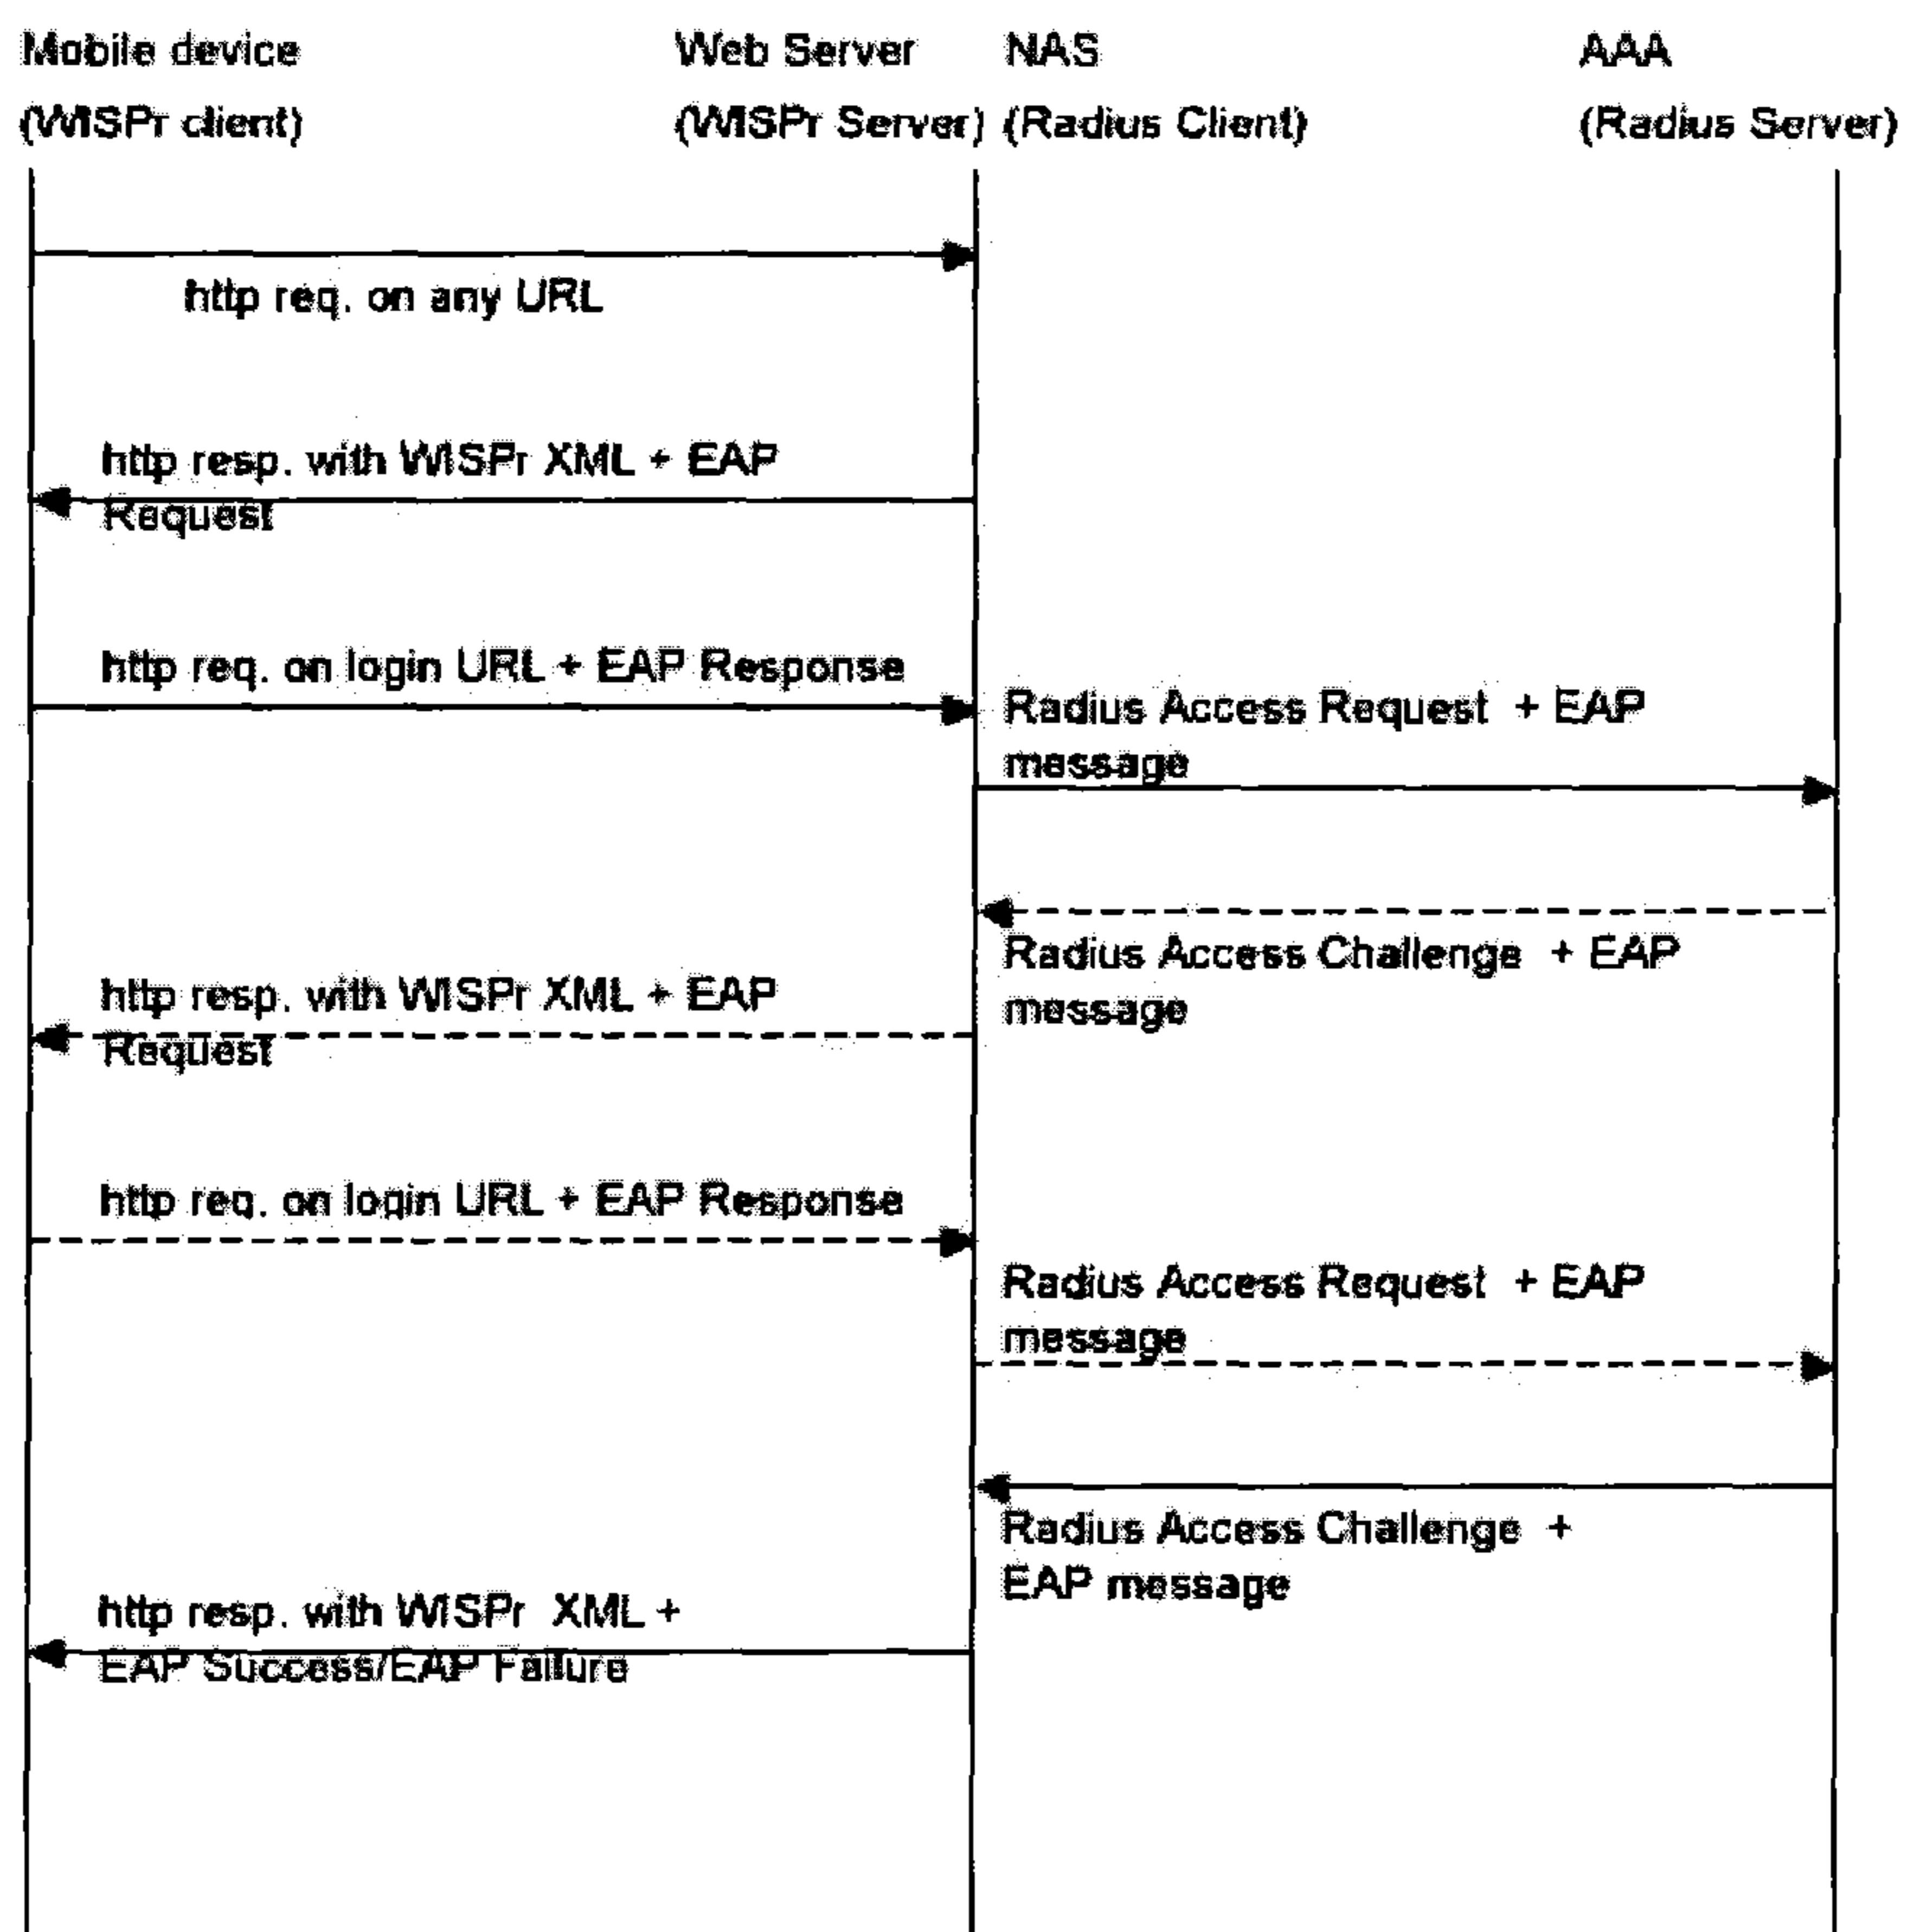 Mobile device
(WISPr client)
Web Server
(WISPr Server)
NAS
(Radius Client)
AAA
(Radius Server)
http req. on any URL
http resp. with WISPr XML + EAP
Request
http req. on login URL + EAP Response
Radius Access Request + EAP
message
Radius Access Challenge + EAP
message
http resp. with WISPr XML + EAP
Request
http req. on login URL + EAP Response
Radius Access Request + EAP
message
Radius Access Challenge +
EAP message
http resp. with WISPr XML +
EAP Success/EAP Failure